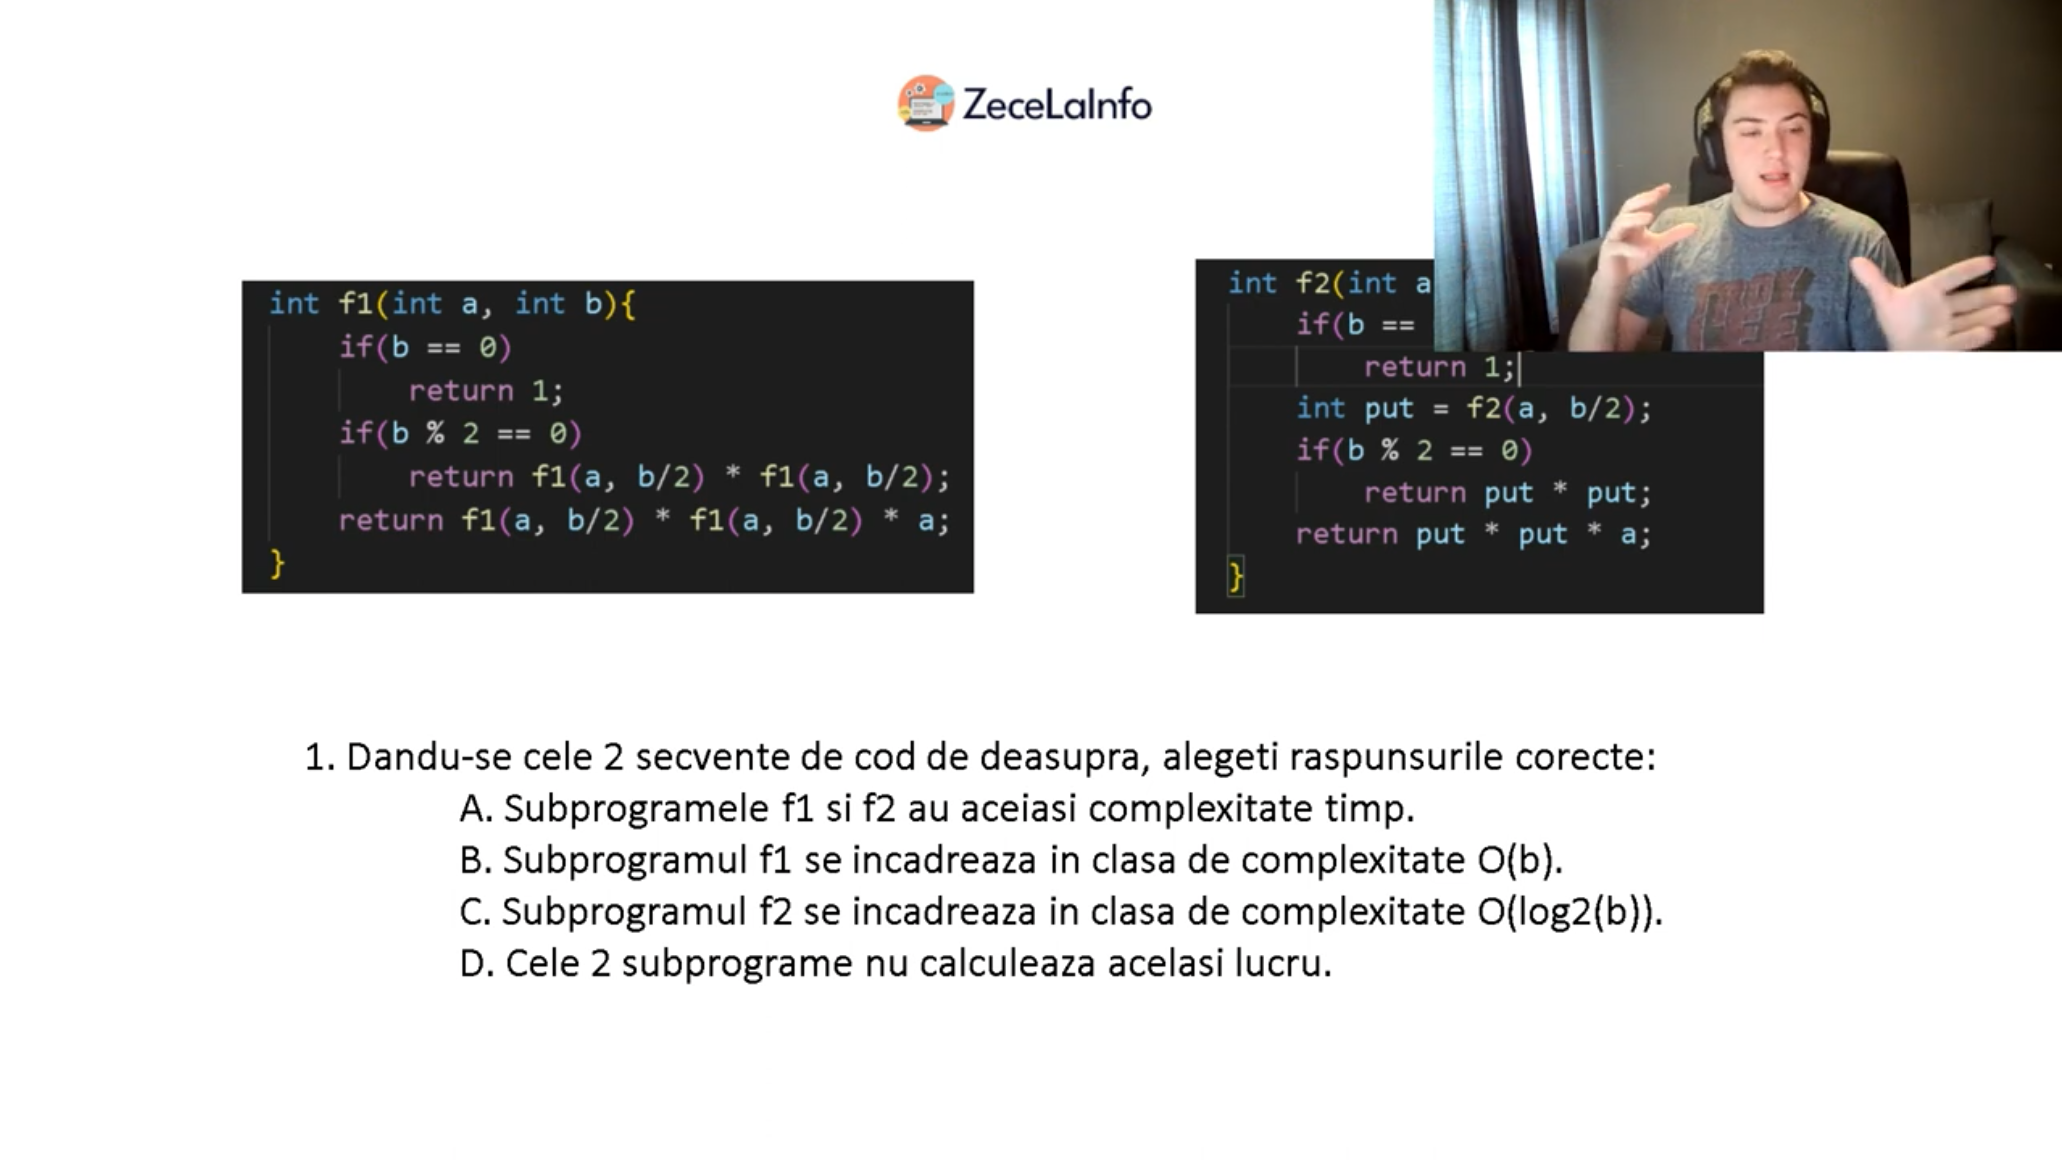 ZeceLaInfo
int f1(int a, int b){
if(b == 0)
return 1;
if(b % 2 == 0)
return f1(a, b/2) * f1(a, b/2);
return f1(a, b/2) * f1(a, b/2) * a;
}
int f2(int a
if(b ==
return 1;
int put = f2(a, b/2);
if(b % 2 == 0)
return put * put;
return put * put * a;
}
1. Dandu-se cele 2 secvente de cod de deasupra, alegeti raspunsurile corecte:
A. Subprogramele f1 si f2 au aceiasi complexitate timp.
B. Subprogramul f1 se incadreaza in clasa de complexitate O(b).
C. Subprogramul f2 se incadreaza in clasa de complexitate O(log2(b)).
D. Cele 2 subprograme nu calculeaza acelasi lucru.